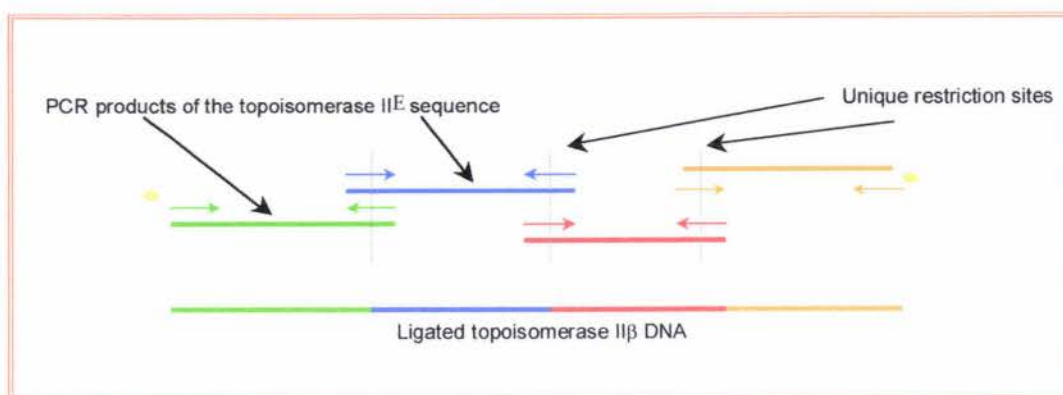 PCR products of the topoisomerase IIE sequence
Unique restriction sites
Ligated topoisomerase IIβ DNA